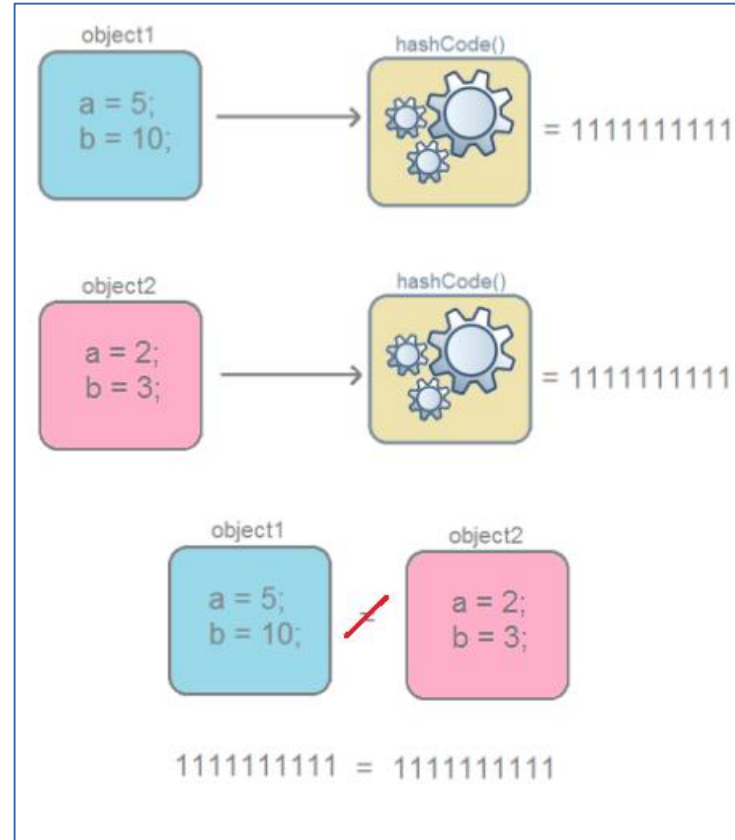 object1
a = 5;
b = 10;
hashCode()
= 1111111111
object2
a = 2;
b = 3;
hashCode()
= 1111111111
object1
a = 5;
b = 10;
=
object2
a = 2;
b = 3;
1111111111 = 1111111111